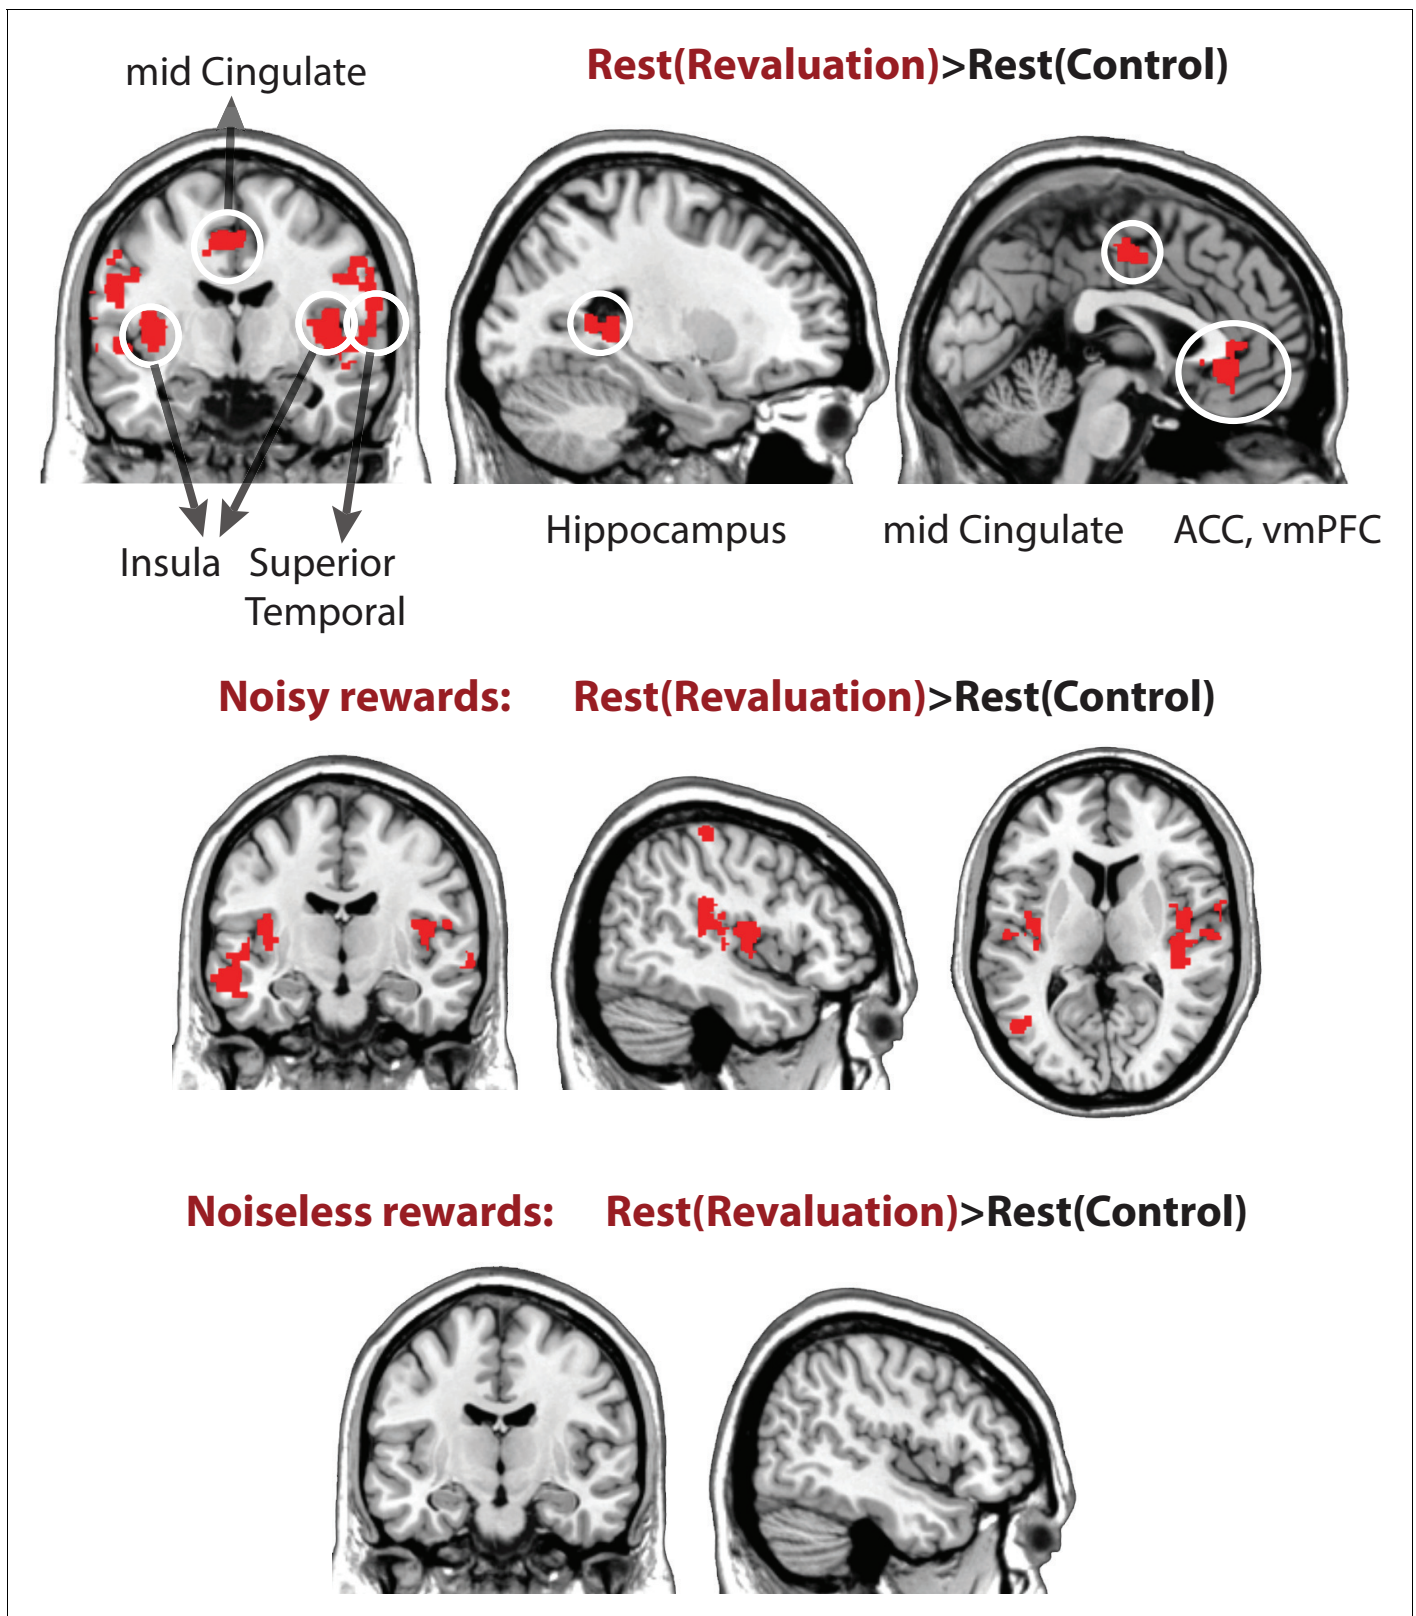 mid Cingulate
Rest(Revaluation)>Rest(Control)
Hippocampus
mid Cingulate
ACC, vmPFC
Insula
Superior
Temporal
Noisy rewards: Rest(Revaluation)>Rest(Control)
Noiseless rewards: Rest(Revaluation)>Rest(Control)